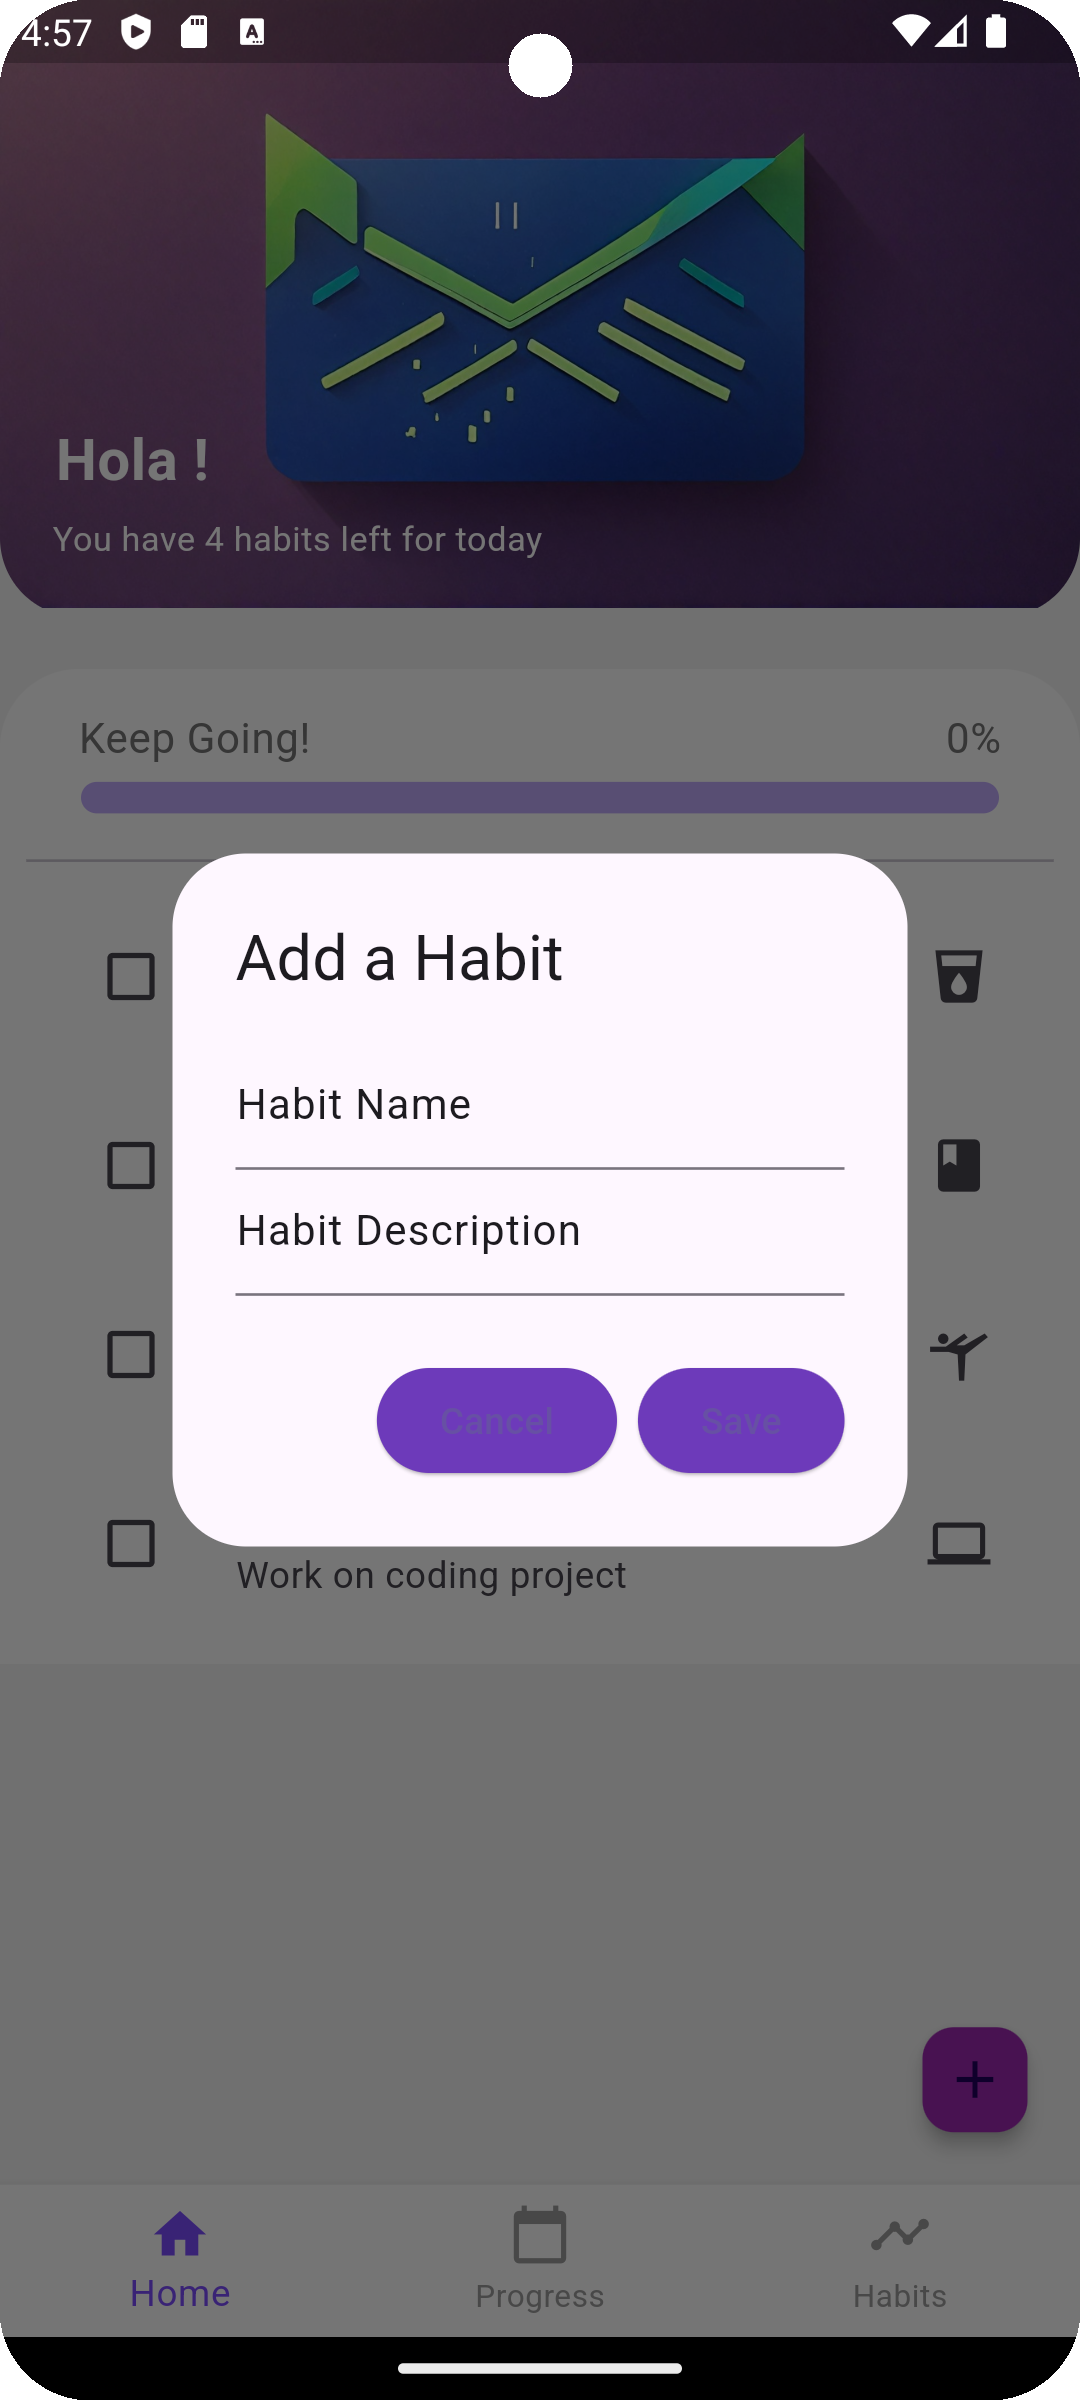 4:57
Hola !
You have 4 habits left for today
Keep Going!
0%
Add a Habit
Habit Name
Habit Description
Cancel
Save
Work on coding project
Home
Progress
Habits